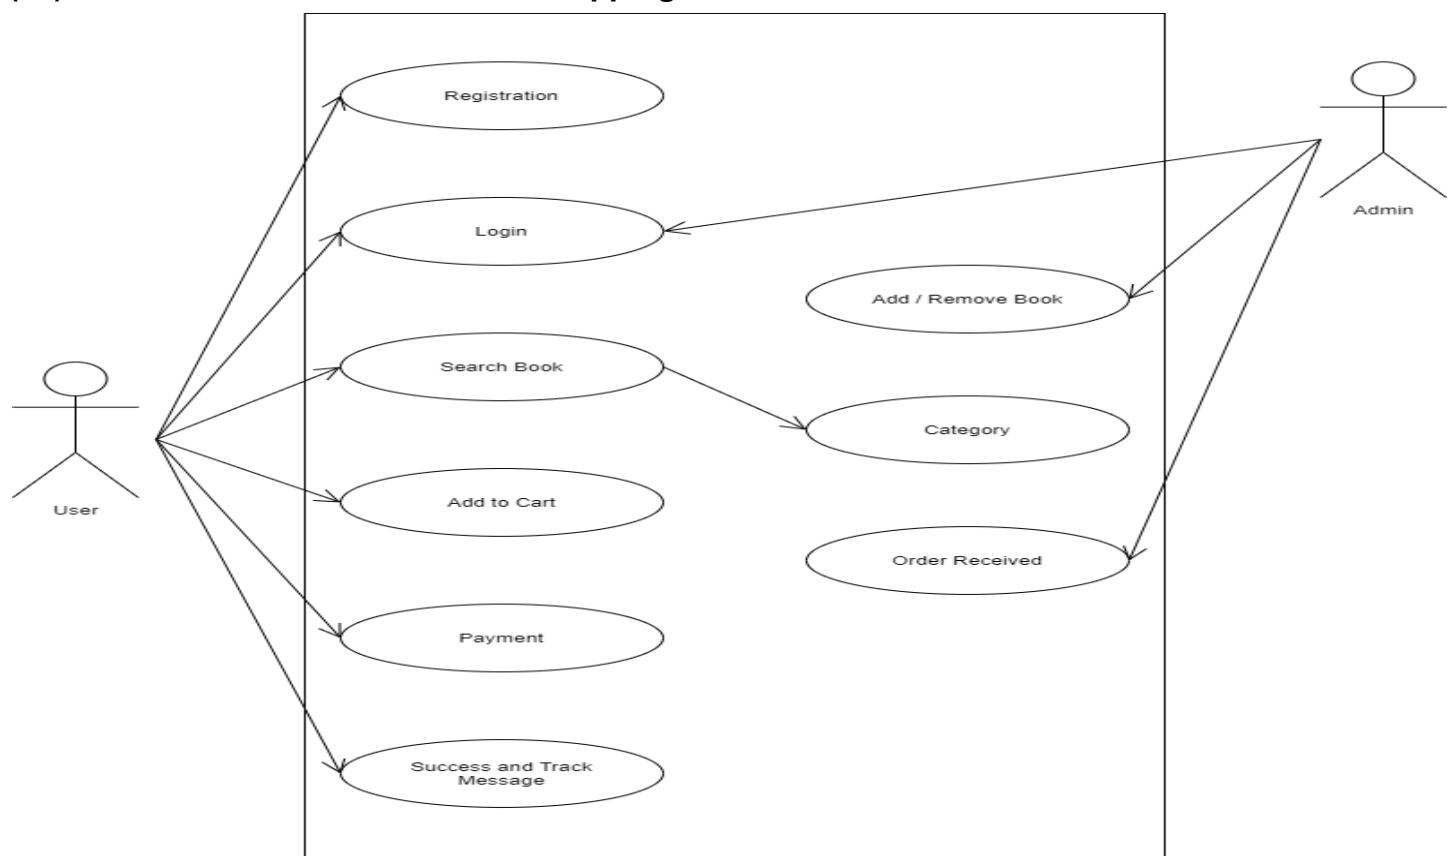 Registration
Admin
Login
Add / Remove Book
Search Book
Category
User
Add to Cart
Order Received
Payment
Success and Track
Message